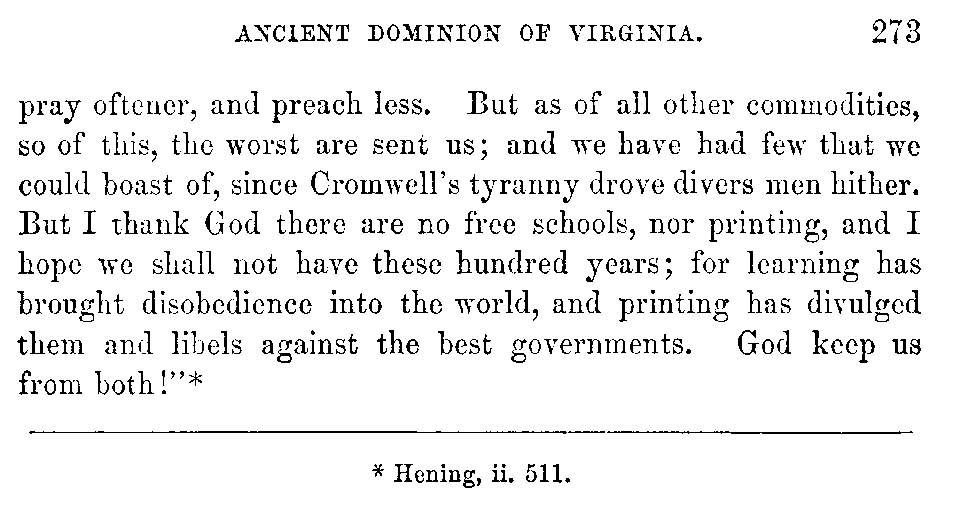 ANCIENT DOMINION OF VIRGINIA. 273
pray oftener, and preach less. But as of all other commodities,
so of this, the worst are sent us; and we have had few that we
could boast of, since Cromwell's tyranny drove divers men hither.
But I thank God there are no free schools, nor printing, and I
hope we shall not have these hundred years; for learning has
brought disobedience into the world, and printing has divulged
them and libels against the best governments. God keep us
from both!"*
* Hening, ii. 511.